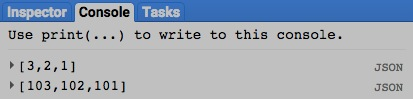 Inspector Console Tasks
Use print(...) to write to this console.
[3,2,1] JSON
[103,102,101] JSON